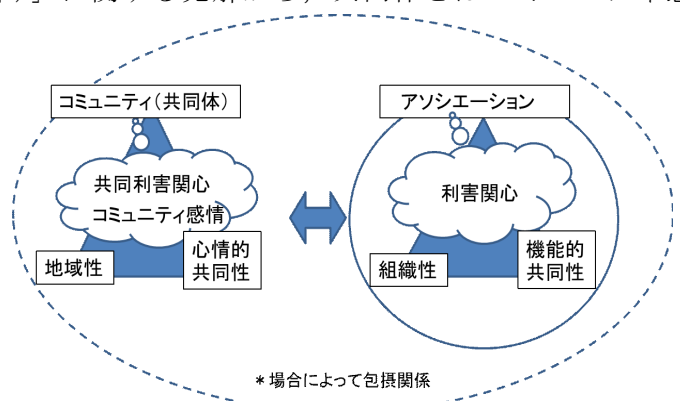 コミュニティ(共同体)
アソシエーション
共同利害関心
コミュニティ感情
利害関心
地域性
心情的
共同性
組織性
機能的
共同性
*場合によって包摂関係